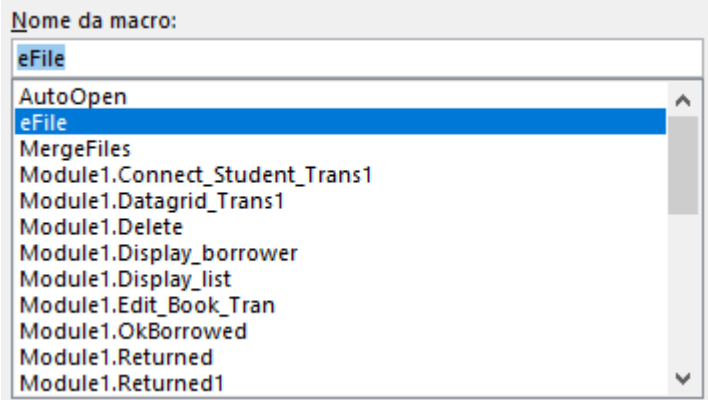 Nome da macro:
eFile
AutoOpen
eFile
MergeFiles
Module1.Connect_Student_Trans1
Module1.Datagrid_Trans1
Module1.Delete
Module1.Display_borrower
Module1.Display_list
Module1.Edit_Book_Tran
Module1.OkBorrowed
Module1.Returned
Module1.Returned1